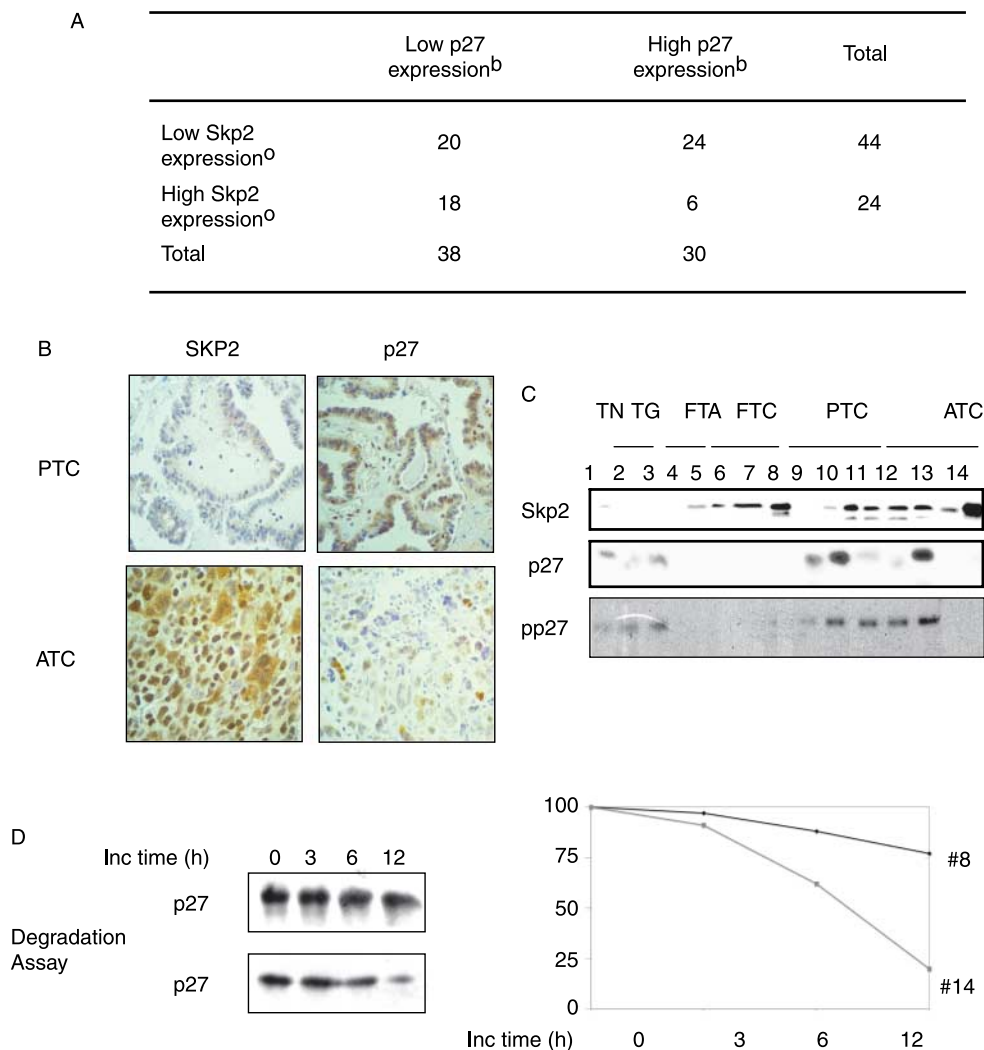 A
Low p27 expressionᵇ High p27 expressionᵇ Total
Low Skp2 expressionᴼ 20 24 44
High Skp2 expressionᴼ 18 6 24
Total 38 30
B
SKP2 p27
PTC
ATC
C
TN TG FTA FTC PTC ATC
1 2 3 4 5 6 7 8 9 10 11 12 13 14
Skp2
p27
pp27
D
Inc time (h) 0 3 6 12
p27
Degradation Assay
p27
100
75
50
25
0
#8
#14
Inc time (h) 0 3 6 12